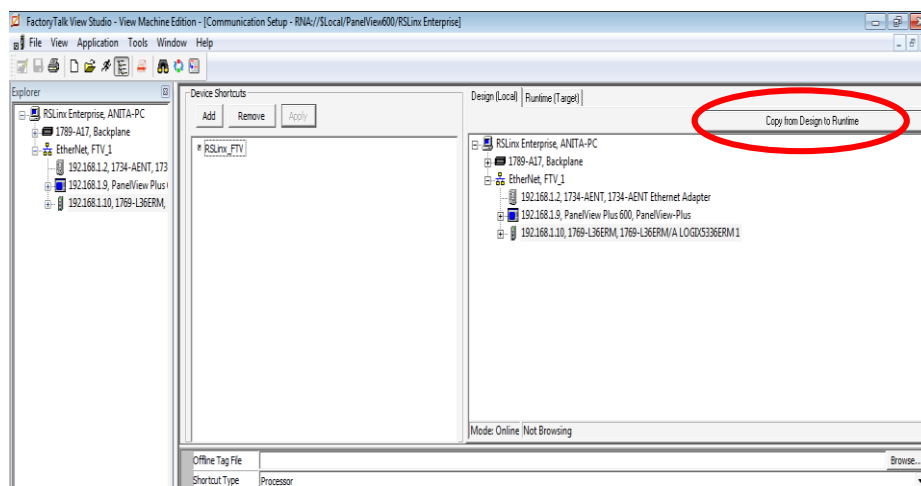 FactoryTalk View Studio - View Machine Edition - [Communication Setup - RNA://$Local/PanelView600/RSLinx Enterprise]
File View Application Tools Window Help
Explorer
RSLinx Enterprise, ANITA-PC
1789-A17, Backplane
EtherNet, FTV_1
192.168.1.2, 1734-AENT, 173
192.168.1.9, PanelView Plus
192.168.1.10, 1769-L36ERM,
Device Shortcuts
Add Remove Apply
RSLinx_FTV
Design (Local) Runtime (Target)
Copy from Design to Runtime
RSLinx Enterprise, ANITA-PC
1789-A17, Backplane
EtherNet, FTV_1
192.168.1.2, 1734-AENT, 1734-AENT Ethernet Adapter
192.168.1.9, PanelView Plus 600, PanelView-Plus
192.168.1.10, 1769-L36ERM, 1769-L36ERM/A LOGIX5336ERM 1
Mode: Online Not Browsing
Offline Tag File Browse...
Shortcut Type Processor